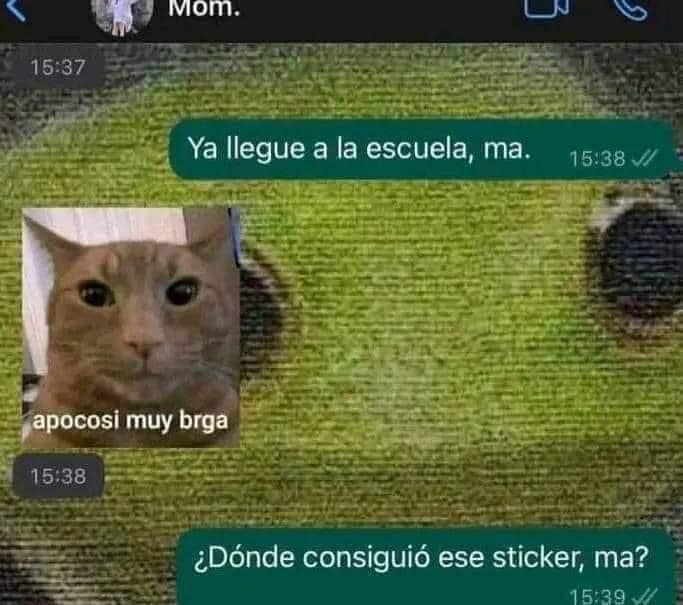 Mom.
15:37
Ya llegue a la escuela, ma.
15:38
apocosi muy brga
15:38
¿Dónde consiguió ese sticker, ma?
15:39